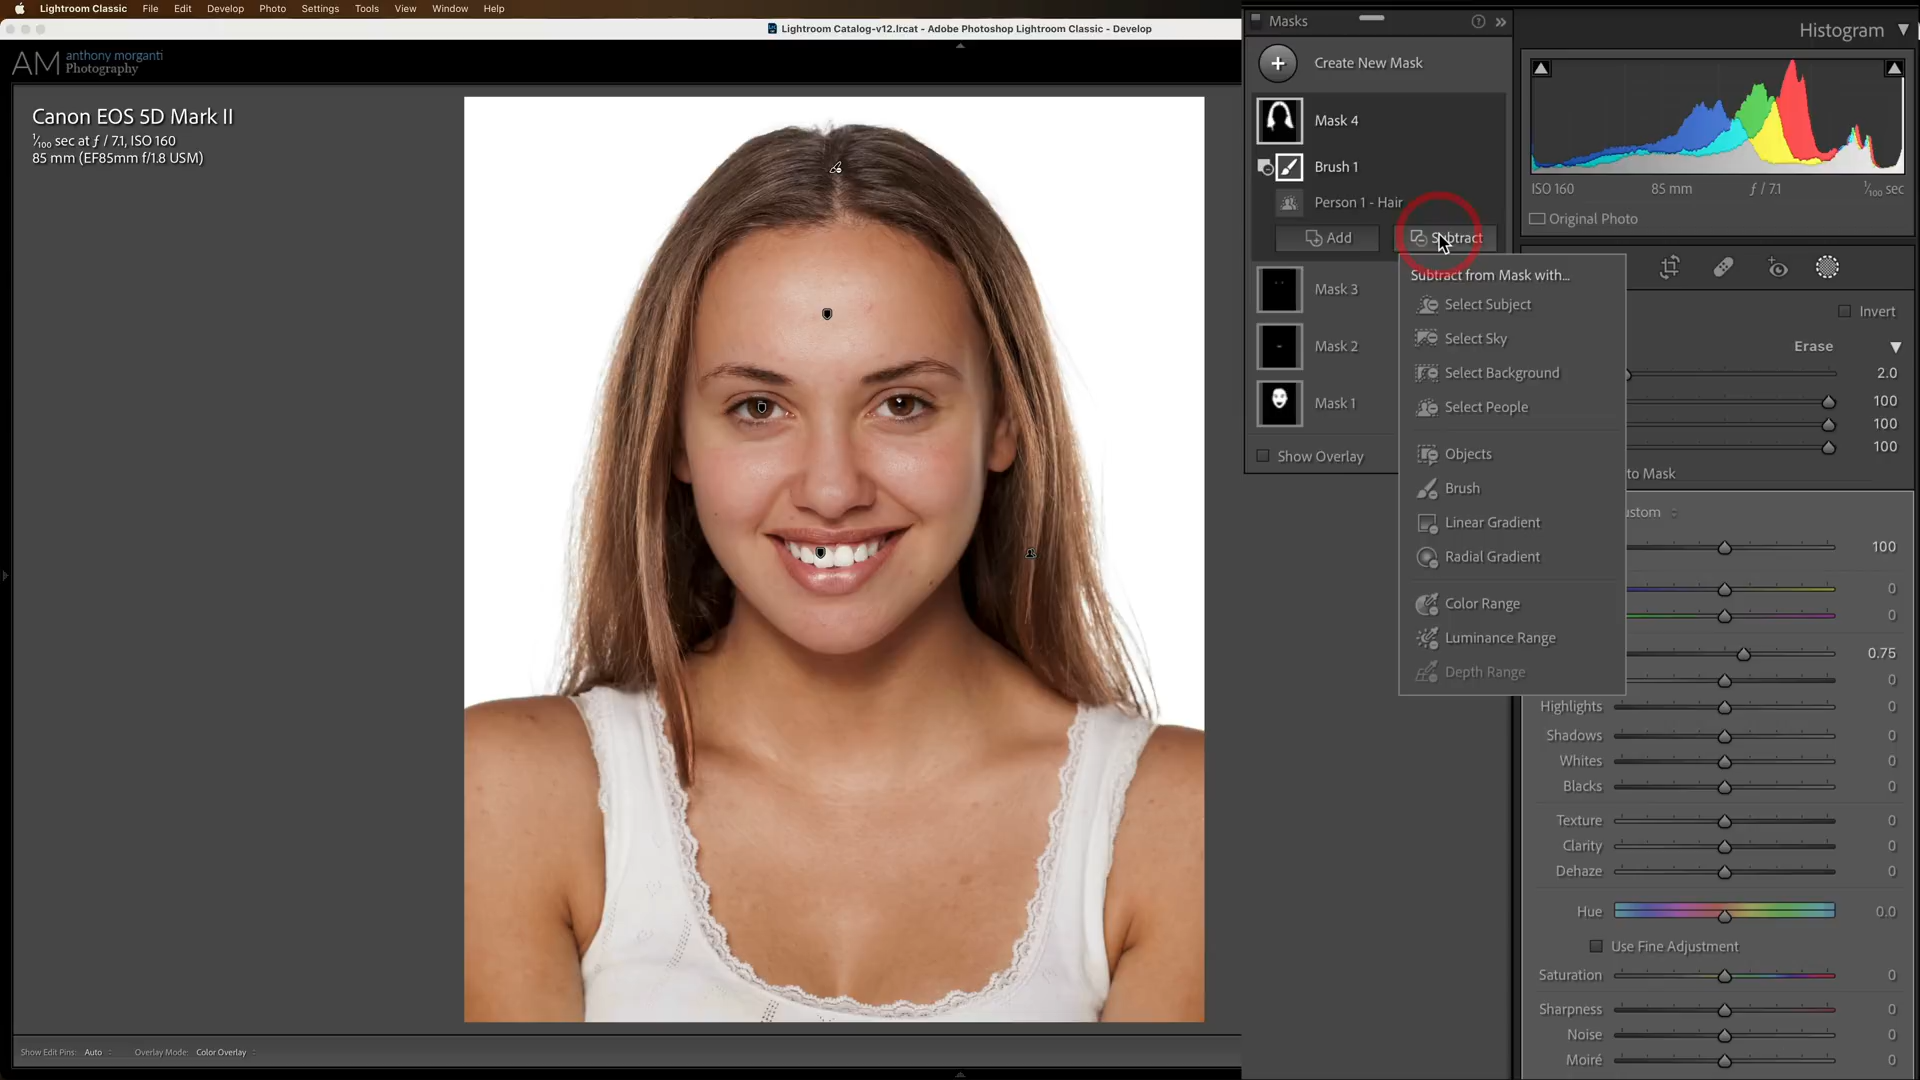 Lightroom Classic File Edit Develop Photo Settings Tools View Window Help
Lightroom Catalog-v12.lrcat - Adobe Photoshop Lightroom Classic - Develop
AM anthony morganti
Photography
Canon EOS 5D Mark II
1/100 sec at ƒ / 7.1, ISO 160
85 mm (EF85mm f/1.8 USM)
Masks
Create New Mask
Mask 4
Brush 1
Person 1 - Hair
Add Subtract
Subtract from Mask with...
Select Subject
Select Sky
Select Background
Select People
Objects
Brush
Linear Gradient
Radial Gradient
Color Range
Luminance Range
Depth Range
Mask 3
Mask 2
Mask 1
Show Overlay
Histogram
ISO 160 85 mm ƒ / 7.1 1/100 sec
Original Photo
Invert
Erase
2.0
100
100
100
to Mask
ustom
100
0
0
0.75
0
Highlights 0
Shadows 0
Whites 0
Blacks 0
Texture 0
Clarity 0
Dehaze 0
Hue 0.0
Use Fine Adjustment
Saturation 0
Sharpness 0
Noise 0
Moiré 0
Show Edit Pins: Auto Overlay Mode: Color Overlay